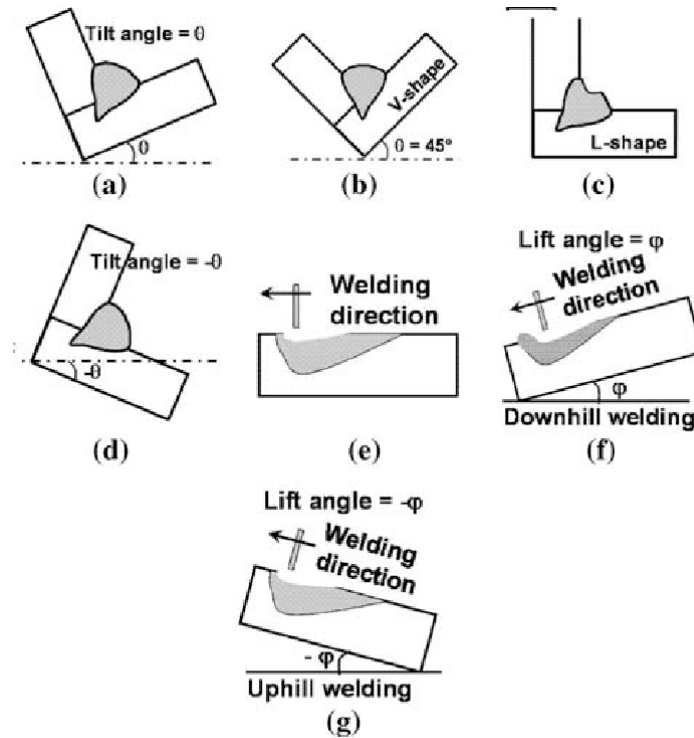 Tilt angle = θ
θ
(a)
V-shape
θ = 45°
(b)
L-shape
(c)
Tilt angle = -θ
-θ
(d)
Welding
direction
(e)
Lift angle = φ
Welding
direction
φ
Downhill welding
(f)
Lift angle = -φ
Welding
direction
- φ
Uphill welding
(g)